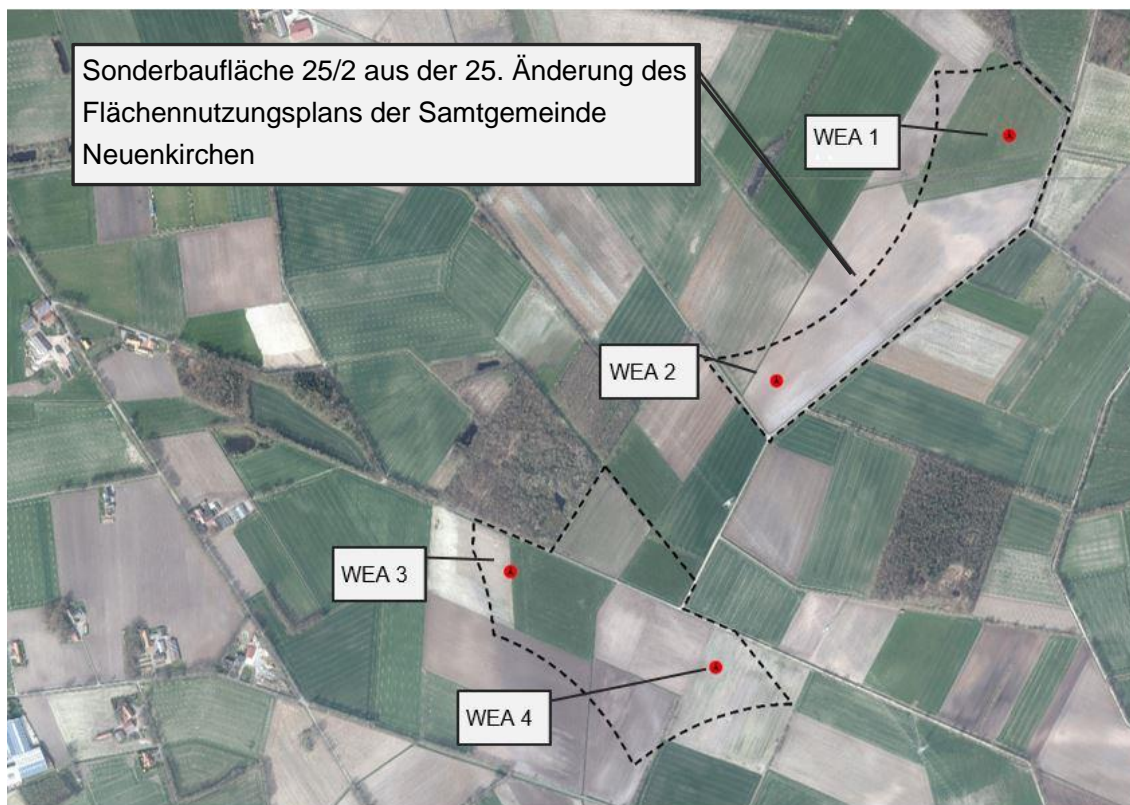 Sonderbaufläche 25/2 aus der 25. Änderung des
Flächennutzungsplans der Samtgemeinde
Neuenkirchen
WEA 1
WEA 2
WEA 3
WEA 4